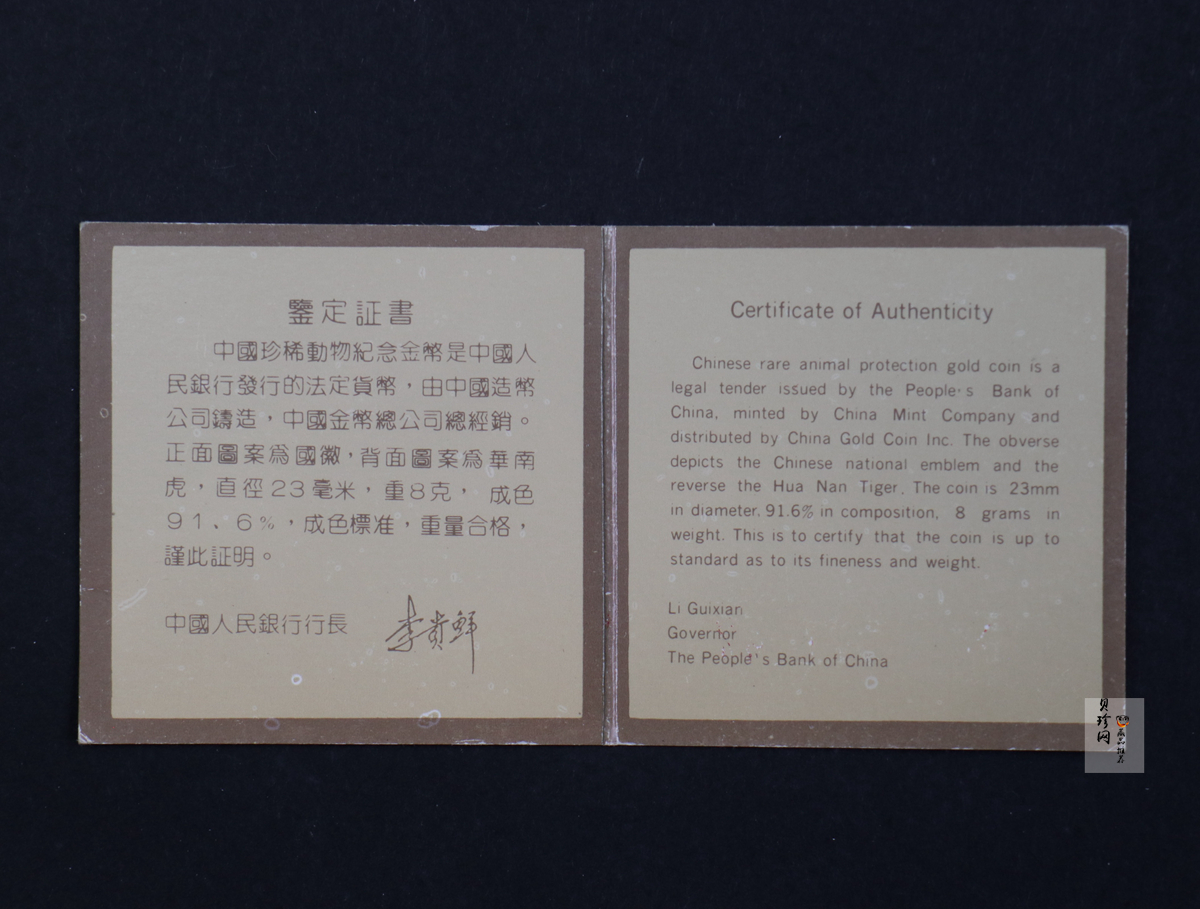 鑒定証書
中國珍稀動物紀念金幣是中國人
民銀行發行的法定貨幣，由中國造幣
公司鑄造，中國金幣總公司總經銷。
正面圖案為國徽，背面圖案為華南
虎，直徑23毫米，重8克， 成色
91、6%，成色標准，重量合格，
謹此証明。
中國人民銀行行長 李貴鮮
Certificate of Authenticity
Chinese rare animal protection gold coin is a
legal tender issued by the People's Bank of
China, minted by China Mint Company and
distributed by China Gold Coin Inc. The obverse
depicts the Chinese national emblem and the
reverse the Hua Nan Tiger. The coin is 23mm
in diameter. 91.6% in composition, 8 grams in
weight. This is to certify that the coin is up to
standard as to its fineness and weight.
Li Guixian
Governor
The People's Bank of China
贝珍网